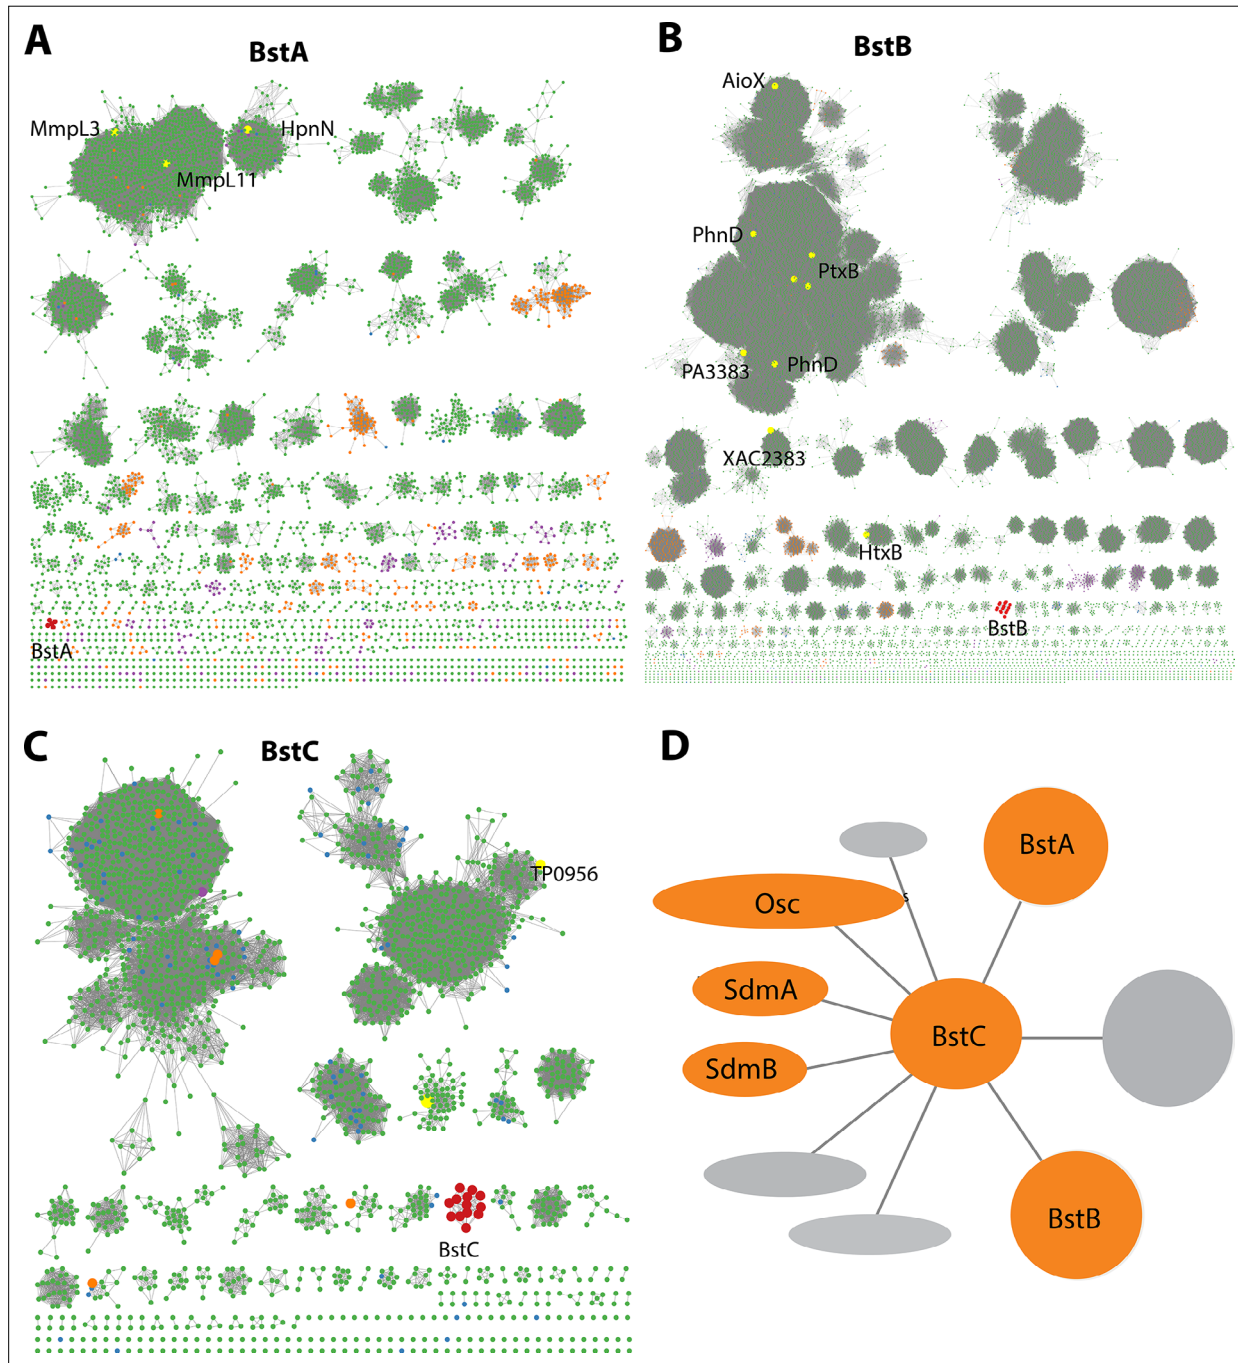 A
BstA
MmpL3
HpnN
MmpL11
BstA
B
BstB
AioX
PhnD
PtxB
PA3383
PhnD
XAC2383
HtxB
BstB
C
BstC
TP0956
BstC
D
BstA
Osc
s
SdmA
BstC
SdmB
BstB